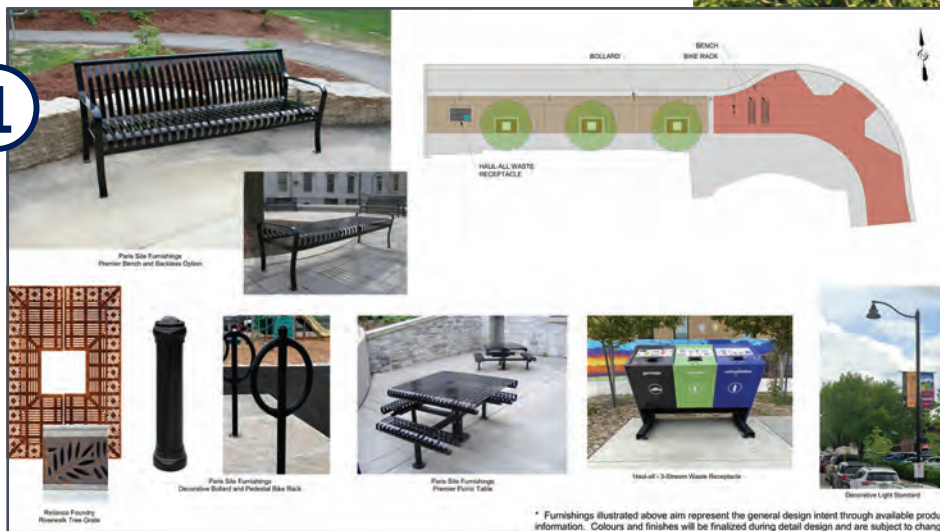 1
BENCH
BOLLARD
BIKE RACK
HAUL-ALL WASTE
RECEPTACLE
Paris Site Furnishings
Premier Bench and Backless Option
garbage
Reliance Foundry
Riverwalk Tree Grate
Paris Site Furnishings
Decorative Bollard and Pedestal Bike Rack
Paris Site Furnishings
Premier Picnic Table
Haul-all - 3-Stream Waste Receptacle
Decorative Light Standard
* Furnishings illustrated above aim represent the general design intent through available produ
information. Colours and finishes will be finalized during detail design and are subject to chang